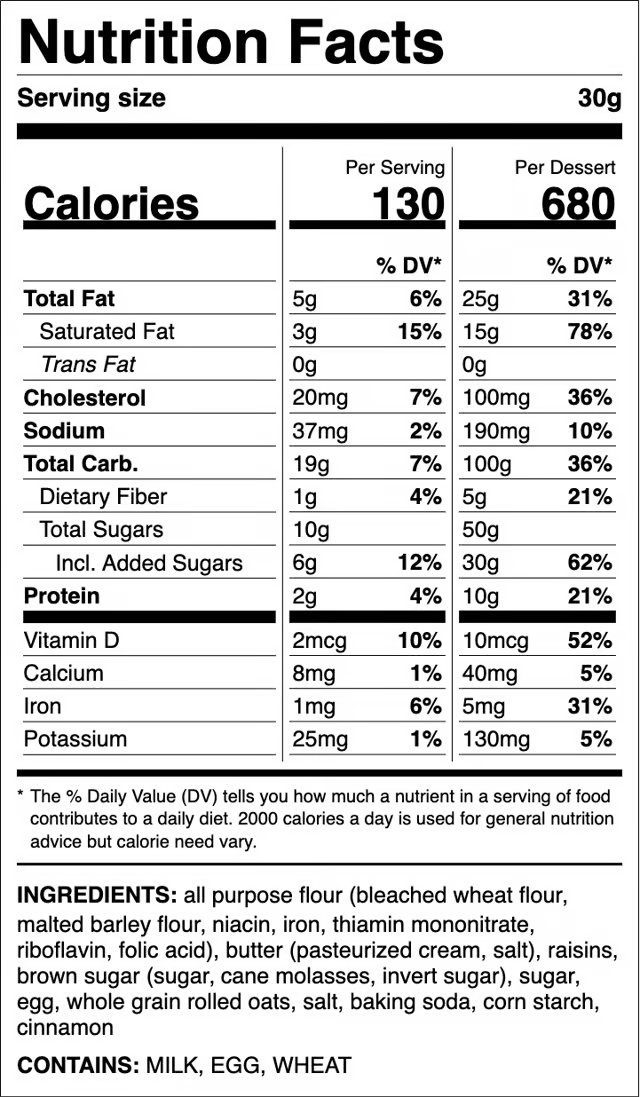 Nutrition Facts
Serving size 30g
Per Serving Per Dessert
Calories 130 680
% DV* % DV*
Total Fat 5g 6% 25g 31%
Saturated Fat 3g 15% 15g 78%
Trans Fat 0g 0g
Cholesterol 20mg 7% 100mg 36%
Sodium 37mg 2% 190mg 10%
Total Carb. 19g 7% 100g 36%
Dietary Fiber 1g 4% 5g 21%
Total Sugars 10g 50g
Incl. Added Sugars 6g 12% 30g 62%
Protein 2g 4% 10g 21%
Vitamin D 2mcg 10% 10mcg 52%
Calcium 8mg 1% 40mg 5%
Iron 1mg 6% 5mg 31%
Potassium 25mg 1% 130mg 5%
* The % Daily Value (DV) tells you how much a nutrient in a serving of food
contributes to a daily diet. 2000 calories a day is used for general nutrition
advice but calorie need vary.
INGREDIENTS: all purpose flour (bleached wheat flour,
malted barley flour, niacin, iron, thiamin mononitrate,
riboflavin, folic acid), butter (pasteurized cream, salt), raisins,
brown sugar (sugar, cane molasses, invert sugar), sugar,
egg, whole grain rolled oats, salt, baking soda, corn starch,
cinnamon
CONTAINS: MILK, EGG, WHEAT